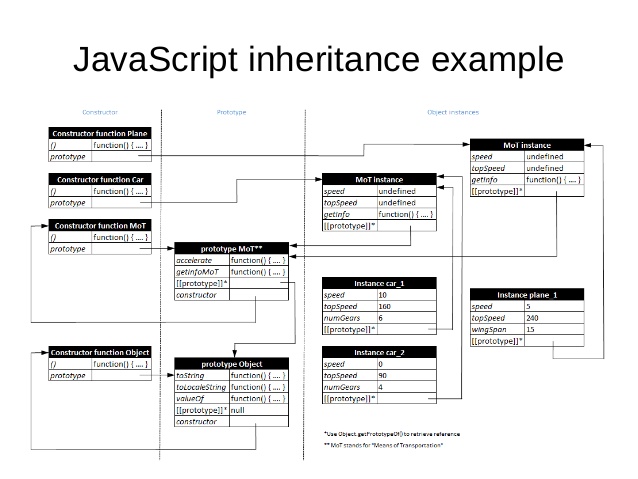 JavaScript inheritance example
Constructor
Prototype
Object instances
Constructor function Plane
() function() { .... }
prototype
Constructor function Car
() function() { .... }
prototype
Constructor function MoT
() function() { .... }
prototype
Constructor function Object
() function() { .... }
prototype
prototype MoT**
accelerate function() { .... }
getInfoMoT function() { .... }
[[prototype]]*
constructor
prototype Object
toString function() { .... }
toLocaleString function() { .... }
valueOf function() { .... }
[[prototype]]* null
constructor
MoT instance
speed undefined
topSpeed undefined
getInfo function() { .... }
[[prototype]]*
Instance car_1
speed 10
topSpeed 160
numGears 6
[[prototype]]*
Instance car_2
speed 0
topSpeed 90
numGears 4
[[prototype]]*
MoT instance
speed undefined
topSpeed undefined
getInfo function() { .... }
[[prototype]]*
Instance plane_1
speed 5
topSpeed 240
wingSpan 15
[[prototype]]*
*Use Object.getPrototypeOf() to retrieve reference
** MoT stands for "Means of Transportation"